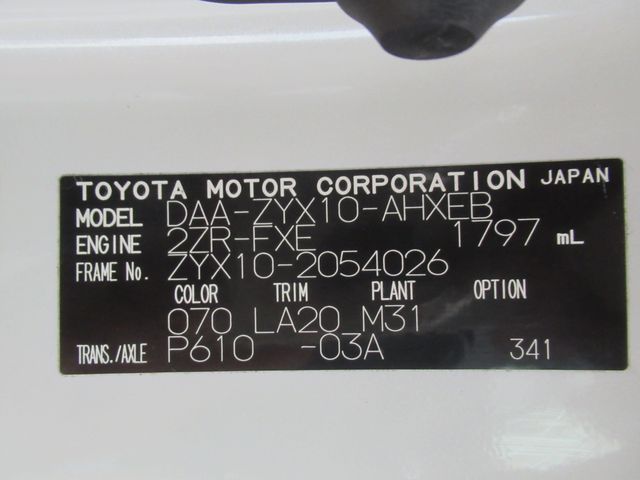 TOYOTA MOTOR CORPORATION JAPAN
MODEL DAA-ZYX10-AHXEB
ENGINE 2ZR-FXE 1797 mL
FRAME No. ZYX10-2054026
COLOR TRIM PLANT OPTION
070 LA20 M31
TRANS./AXLE P610 -03A 341